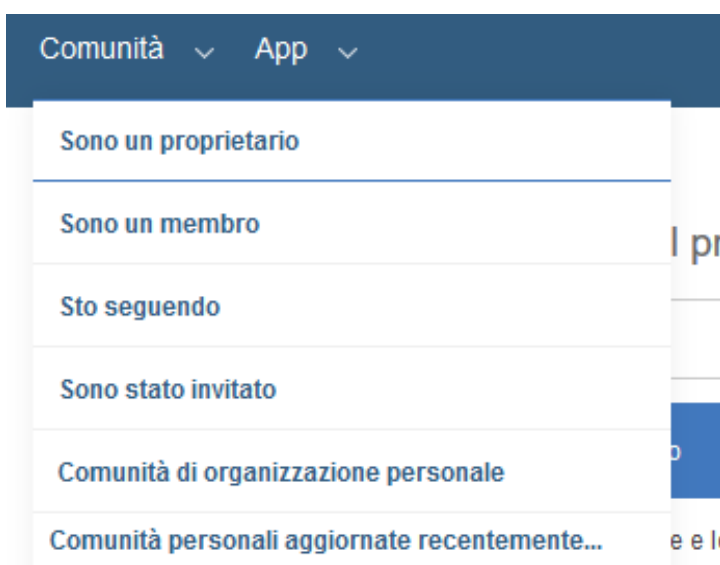 Comunità App
Sono un proprietario
Sono un membro
l pr
Sto seguendo
Sono stato invitato
Comunità di organizzazione personale
o
Comunità personali aggiornate recentemente...
e e l